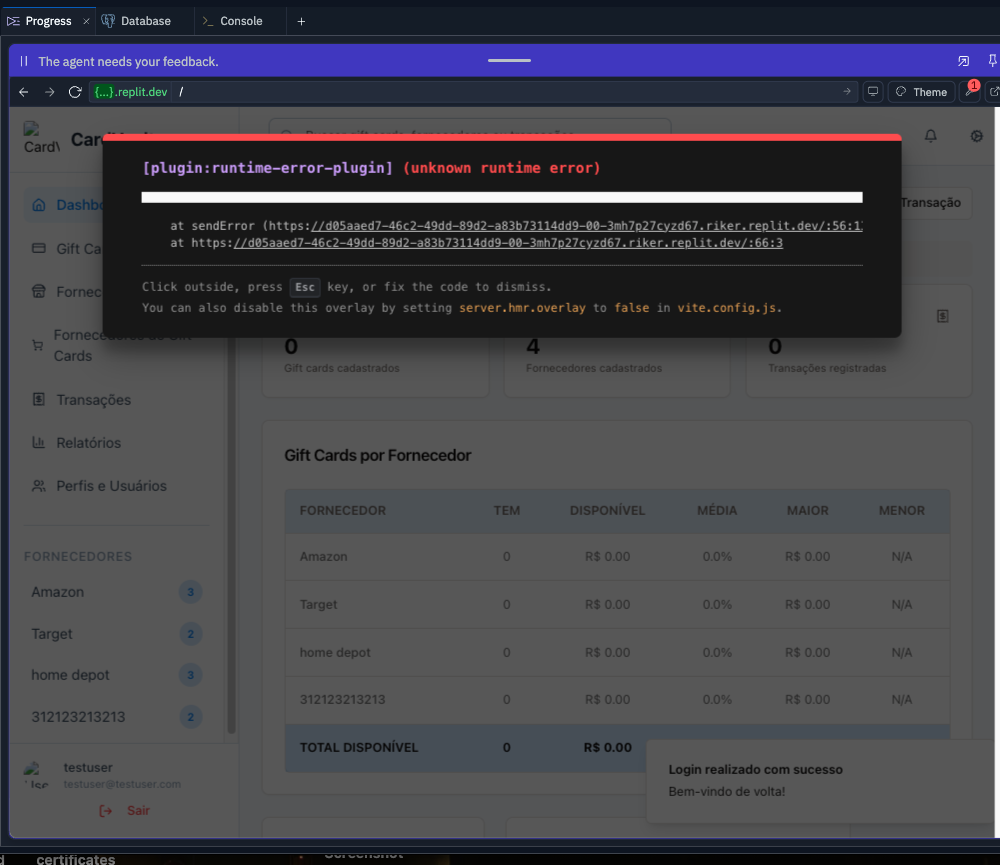 Progress
Database
Console
The agent needs your feedback.
{...}.replit.dev /
Theme
1
Card\
Car
[plugin:runtime-error-plugin] (unknown runtime error)
at sendError (https://d05aaed7-46c2-49dd-89d2-a83b73114dd9-00-3mh7p27cyzd67.riker.replit.dev/:56:1
at https://d05aaed7-46c2-49dd-89d2-a83b73114dd9-00-3mh7p27cyzd67.riker.replit.dev/:66:3
Click outside, press Esc key, or fix the code to dismiss.
You can also disable this overlay by setting server.hmr.overlay to false in vite.config.js.
Dashb
Transação
Gift Ca
Fornec
Fornecedores de Gift
Cards
Transações
Relatórios
Perfis e Usuários
0
Gift cards cadastrados
4
Fornecedores cadastrados
0
Transações registradas
Gift Cards por Fornecedor
FORNECEDOR TEM DISPONÍVEL MÉDIA MAIOR MENOR
Amazon 0 R$ 0.00 0.0% R$ 0.00 N/A
Target 0 R$ 0.00 0.0% R$ 0.00 N/A
home depot 0 R$ 0.00 0.0% R$ 0.00 N/A
312123213213 0 R$ 0.00 0.0% R$ 0.00 N/A
TOTAL DISPONÍVEL 0 R$ 0.00
FORNECEDORES
Amazon 3
Target 2
home depot 3
312123213213 2
testuser
testuser@testuser.com
Sair
Login realizado com sucesso
Bem-vindo de volta!
certificates
Screenshot